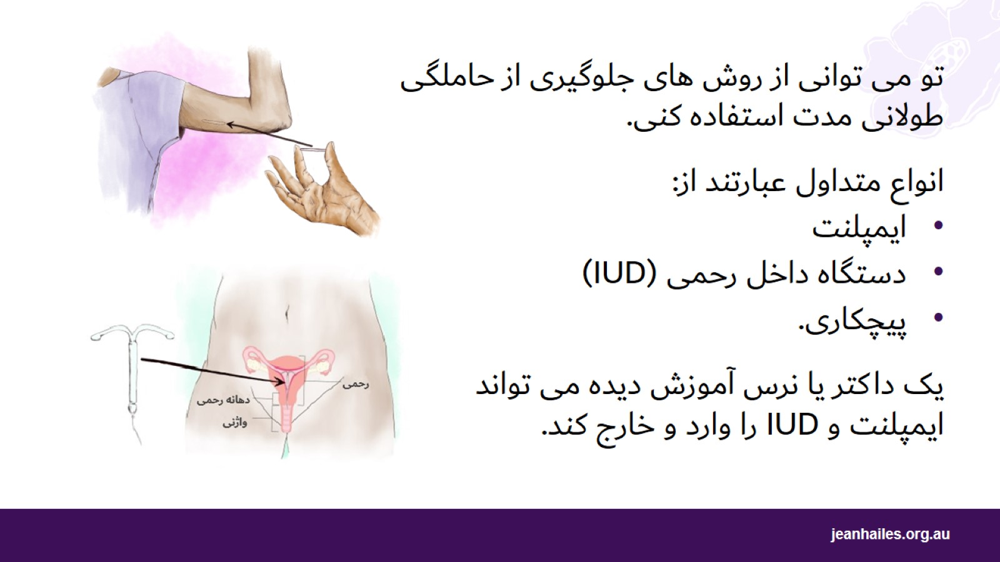 تو می توانی از روش های جلوگیری از حاملگی
طولانی مدت استفاده کنی.
انواع متداول عبارتند از:
• ایمپلنت
• دستگاه داخل رحمی (IUD)
• پیچکاری.
یک داکتر یا نرس آموزش دیده می تواند
ایمپلنت و IUD را وارد و خارج کند.
رحمی
دهانه رحمی
واژنی
jeanhailes.org.au